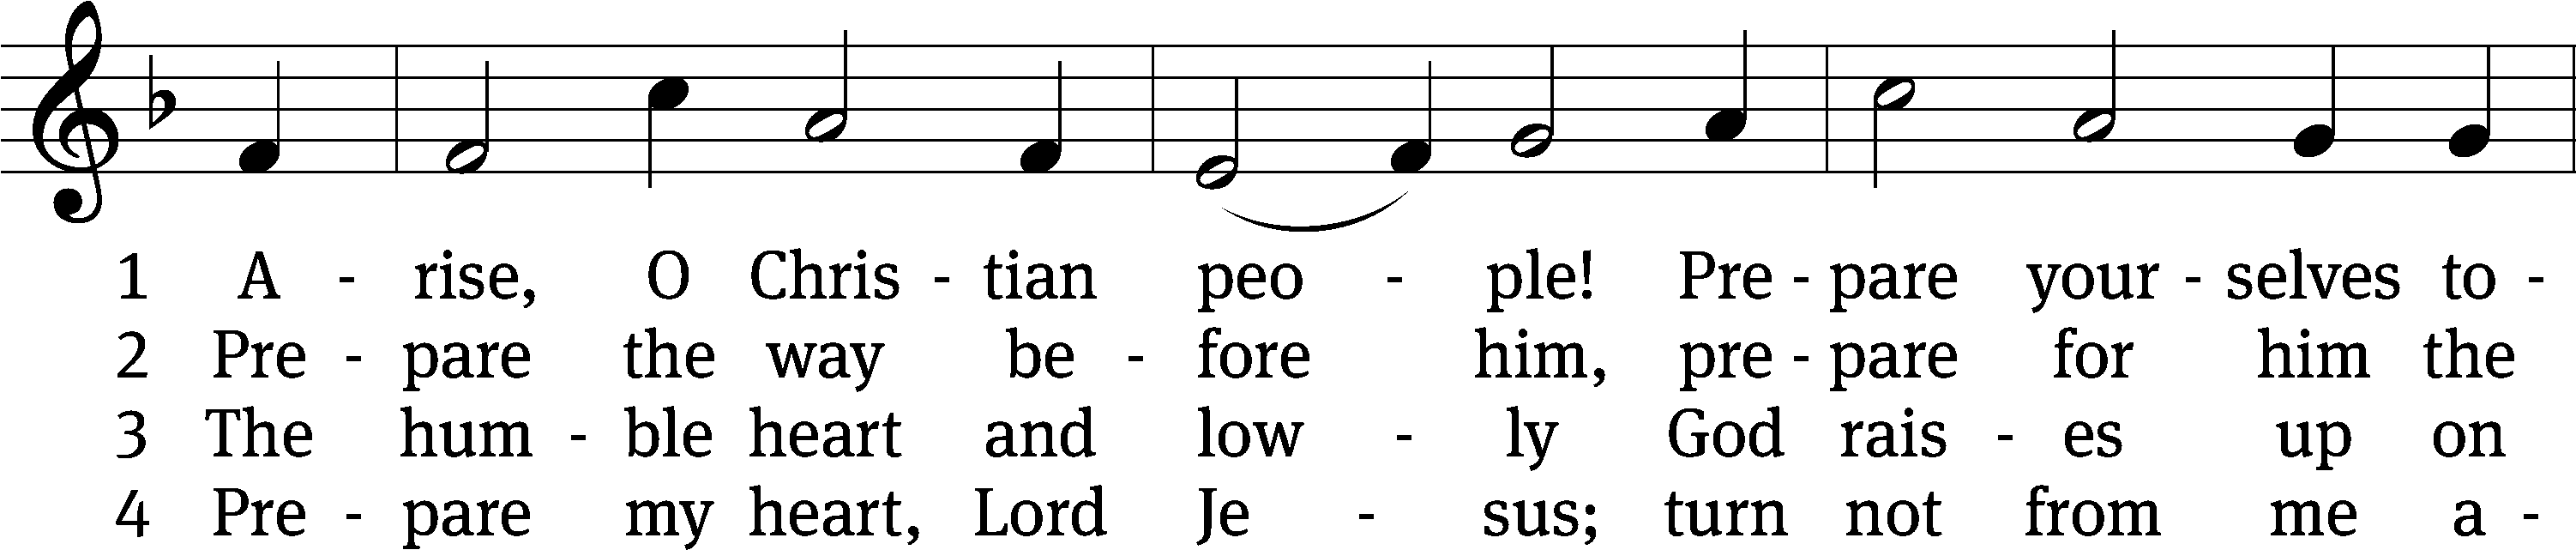 1 A - rise, O Chris - tian peo - ple! Pre - pare your - selves to -
2 Pre - pare the way be - fore him, pre - pare for him the
3 The hum - ble heart and low - ly God rais - es up on
4 Pre - pare my heart, Lord Je - sus; turn not from me a -